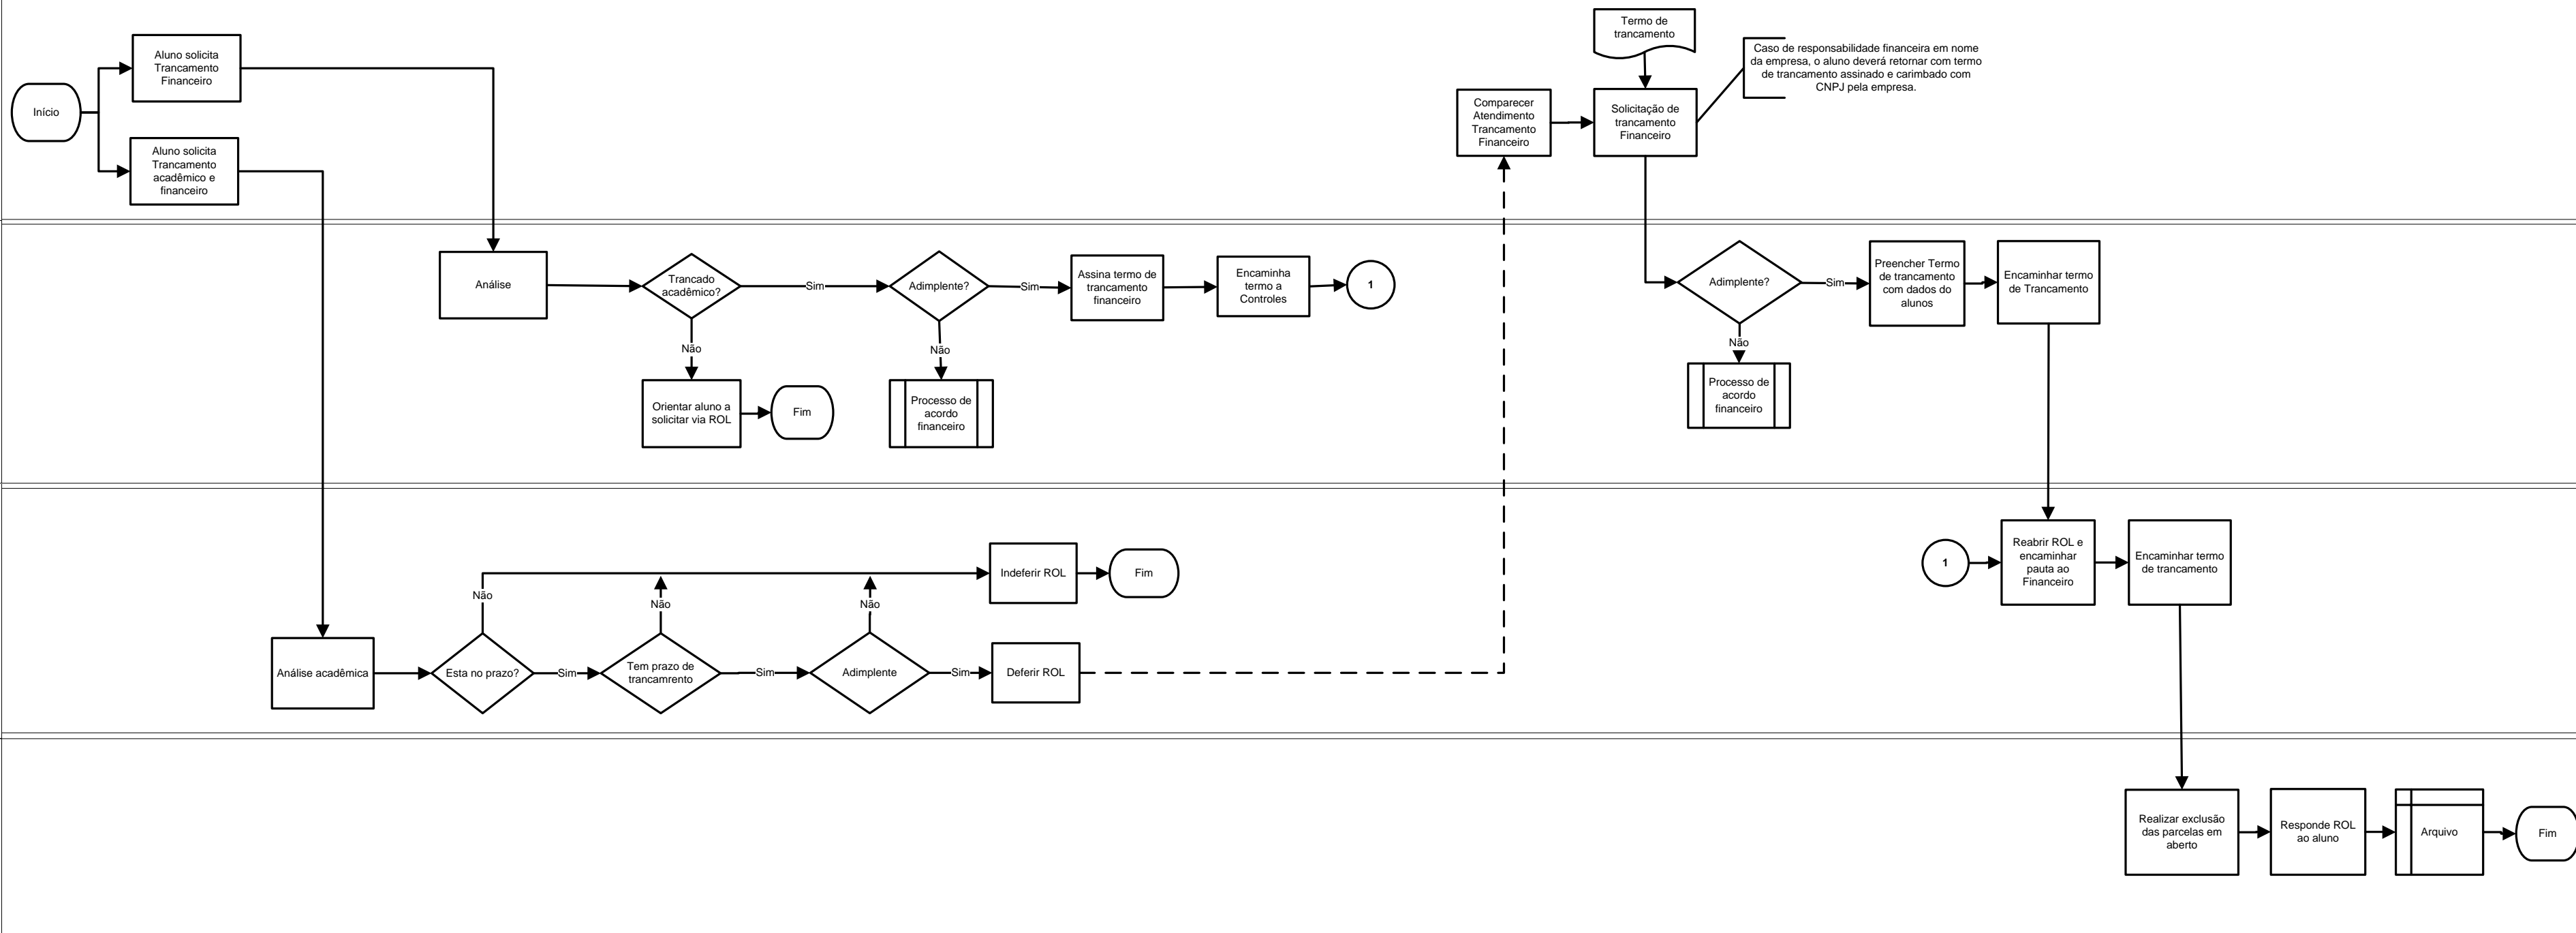 Início
Aluno solicita
Trancamento
Financeiro
Aluno solicita
Trancamento
acadêmico e
financeiro
Comparecer
Atendimento
Trancamento
Financeiro
Termo de
trancamento
Solicitação de
trancamento
Financeiro
Caso de responsabilidade financeira em nome
da empresa, o aluno deverá retornar com termo
de trancamento assinado e carimbado com
CNPJ pela empresa.
Análise
Trancado
acadêmico?
Sim
Não
Orientar aluno a
solicitar via ROL
Fim
Adimplente?
Sim
Não
Processo de
acordo
financeiro
Assina termo de
trancamento
financeiro
Encaminha
termo a
Controles
1
Adimplente?
Sim
Não
Processo de
acordo
financeiro
Preencher Termo
de trancamento
com dados do
alunos
Encaminhar termo
de Trancamento
Análise acadêmica
Esta no prazo?
Não
Sim
Tem prazo de
trancamrento
Não
Sim
Adimplente
Não
Sim
Indeferir ROL
Fim
Deferir ROL
1
Reabrir ROL e
encaminhar
pauta ao
Financeiro
Encaminhar termo
de trancamento
Realizar exclusão
das parcelas em
aberto
Responde ROL
ao aluno
Arquivo
Fim